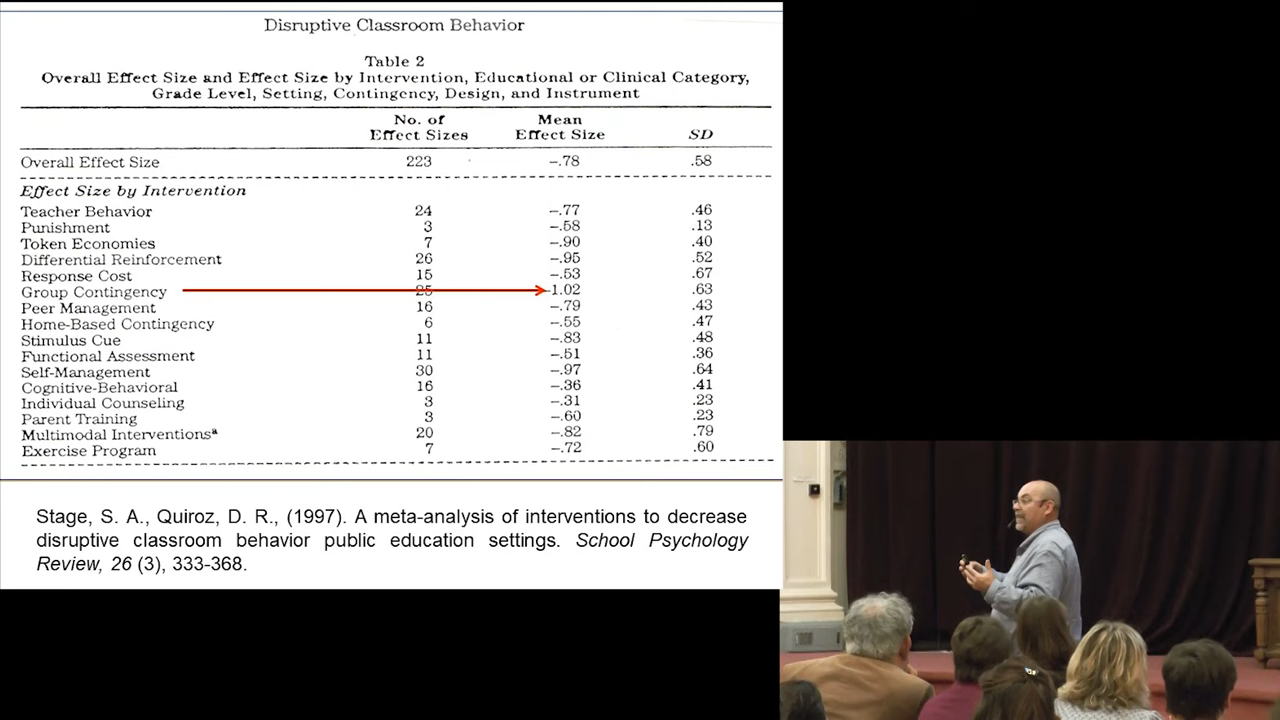 Disruptive Classroom Behavior
Table 2
Overall Effect Size and Effect Size by Intervention, Educational or Clinical Category,
Grade Level, Setting, Contingency, Design, and Instrument
No. of Effect Sizes Mean Effect Size SD
Overall Effect Size 223 –.78 .58
Effect Size by Intervention
Teacher Behavior 24 –.77 .46
Punishment 3 –.58 .13
Token Economies 7 –.90 .40
Differential Reinforcement 26 –.95 .52
Response Cost 15 –.53 .67
Group Contingency 25 –1.02 .63
Peer Management 16 –.79 .43
Home-Based Contingency 6 –.55 .47
Stimulus Cue 11 –.83 .48
Functional Assessment 11 –.51 .36
Self-Management 30 –.97 .64
Cognitive-Behavioral 16 –.36 .41
Individual Counseling 3 –.31 .23
Parent Training 3 –.60 .23
Multimodal Interventionsª 20 –.82 .79
Exercise Program 7 –.72 .60
Stage, S. A., Quiroz, D. R., (1997). A meta-analysis of interventions to decrease
disruptive classroom behavior public education settings. School Psychology
Review, 26 (3), 333-368.